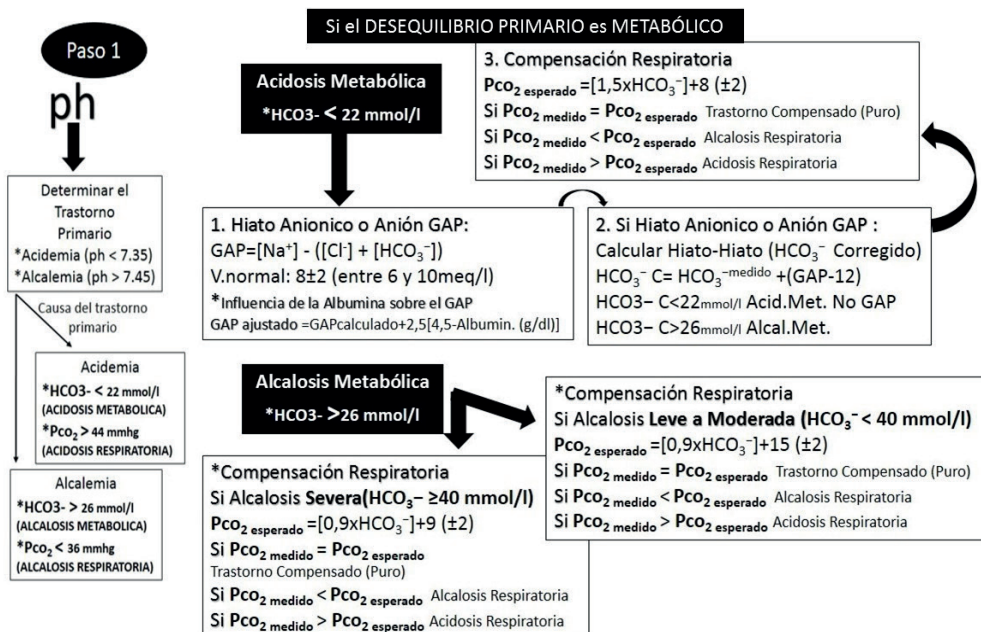 Si el DESEQUILIBRIO PRIMARIO es METABÓLICO
Paso 1
ph
Determinar el
Trastorno
Primario
*Acidemia (ph < 7.35)
*Alcalemia (ph > 7.45)
Causa del trastorno
primario
Acidemia
*HCO3- < 22 mmol/l
(ACIDOSIS METABOLICA)
*Pco₂ > 44 mmhg
(ACIDOSIS RESPIRATORIA)
Alcalemia
*HCO3- > 26 mmol/l
(ALCALOSIS METABOLICA)
*Pco₂ < 36 mmhg
(ALCALOSIS RESPIRATORIA)
Acidosis Metabólica
*HCO3- < 22 mmol/l
1. Hiato Anionico o Anión GAP:
GAP=[Na⁺] - ([Cl-] + [HCO₃⁻])
V.normal: 8±2 (entre 6 y 10meq/l)
*Influencia de la Albumina sobre el GAP
GAP ajustado =GAPcalculado+2,5[4,5-Albumin. (g/dl)]
2. Si Hiato Anionico o Anión GAP :
Calcular Hiato-Hiato (HCO₃⁻ Corregido)
HCO₃⁻ C= HCO₃⁻ᵐᵉᵈⁱᵈᵒ +(GAP-12)
HCO3− C<22mmol/l Acid.Met. No GAP
HCO3− C>26mmol/l Alcal.Met.
3. Compensación Respiratoria
Pco₂ esperado =[1,5xHCO₃⁻]+8 (±2)
Si Pco₂ medido = Pco₂ esperado Trastorno Compensado (Puro)
Si Pco₂ medido < Pco₂ esperado Alcalosis Respiratoria
Si Pco₂ medido > Pco₂ esperado Acidosis Respiratoria
Alcalosis Metabólica
*HCO3- >26 mmol/l
*Compensación Respiratoria
Si Alcalosis Severa(HCO₃− ≥40 mmol/l)
Pco₂ esperado =[0,9xHCO₃⁻]+9 (±2)
Si Pco₂ medido = Pco₂ esperado
Trastorno Compensado (Puro)
Si Pco₂ medido < Pco₂ esperado Alcalosis Respiratoria
Si Pco₂ medido > Pco₂ esperado Acidosis Respiratoria
*Compensación Respiratoria
Si Alcalosis Leve a Moderada (HCO₃⁻ < 40 mmol/l)
Pco₂ esperado =[0,9xHCO₃⁻]+15 (±2)
Si Pco₂ medido = Pco₂ esperado Trastorno Compensado (Puro)
Si Pco₂ medido < Pco₂ esperado Alcalosis Respiratoria
Si Pco₂ medido > Pco₂ esperado Acidosis Respiratoria